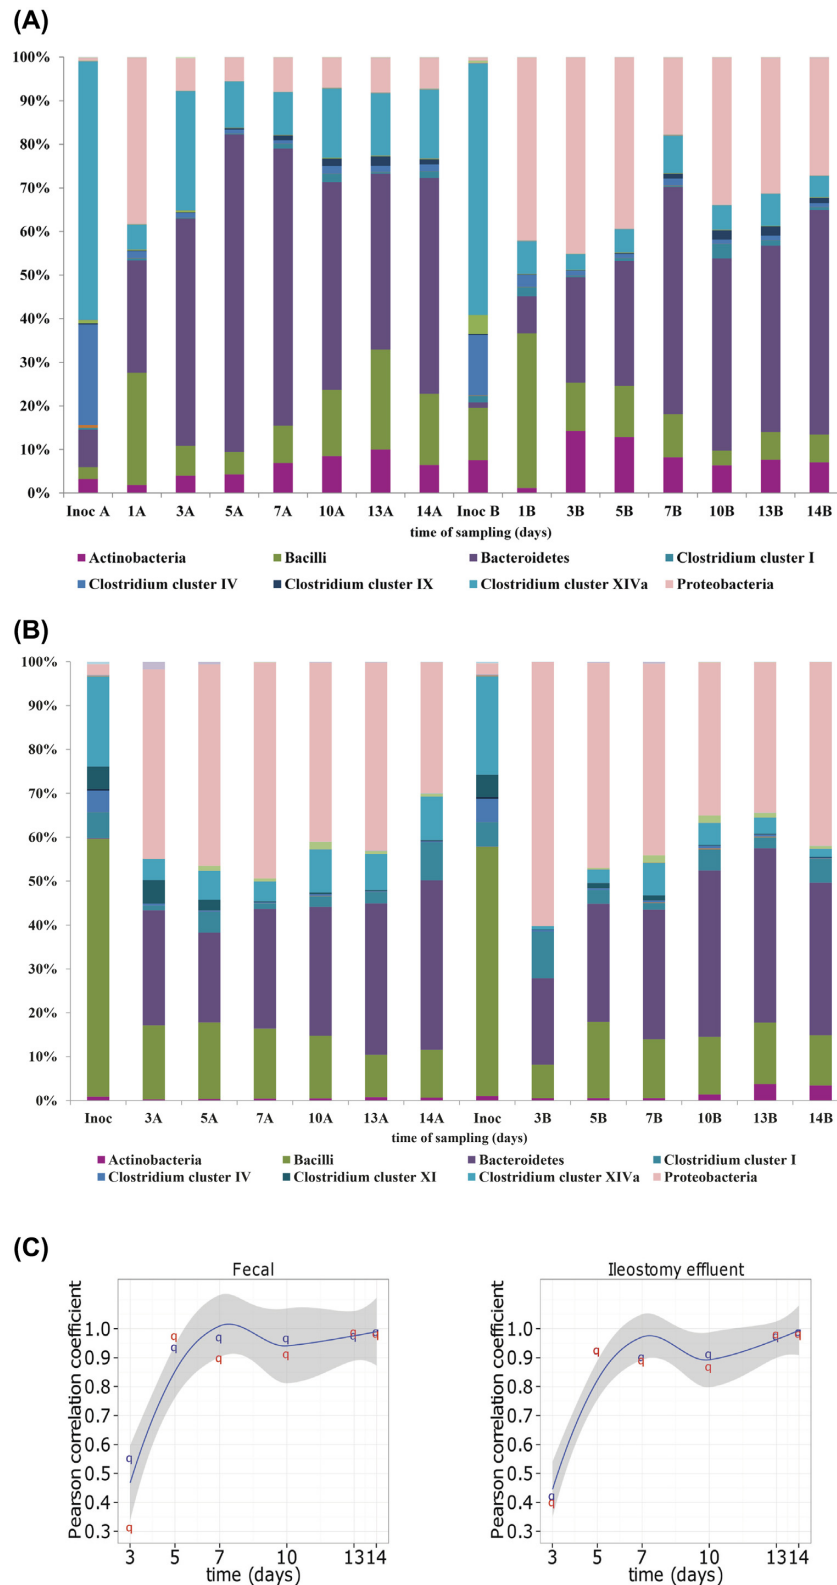 (A)
100%
90%
80%
70%
60%
50%
40%
30%
20%
10%
0%
Inoc A 1A 3A 5A 7A 10A 13A 14A Inoc B 1B 3B 5B 7B 10B 13B 14B
time of sampling (days)
Actinobacteria Bacilli Bacteroidetes Clostridium cluster I
Clostridium cluster IV Clostridium cluster IX Clostridium cluster XIVa Proteobacteria
(B)
100%
90%
80%
70%
60%
50%
40%
30%
20%
10%
0%
Inoc 3A 5A 7A 10A 13A 14A Inoc 3B 5B 7B 10B 13B 14B
time of sampling (days)
Actinobacteria Bacilli Bacteroidetes Clostridium cluster I
Clostridium cluster IV Clostridium cluster XI Clostridium cluster XIVa Proteobacteria
(C)
Fecal
Pearson correlation coefficient
1.0
0.9
0.8
0.7
0.6
0.5
0.4
0.3
q q q q q q q q q q q q
3 5 7 10 13 14
time (days)
Ileostomy effluent
Pearson correlation coefficient
1.0
0.9
0.8
0.7
0.6
0.5
0.4
0.3
q q q q q q q q q q q
3 5 7 10 13 14
time (days)